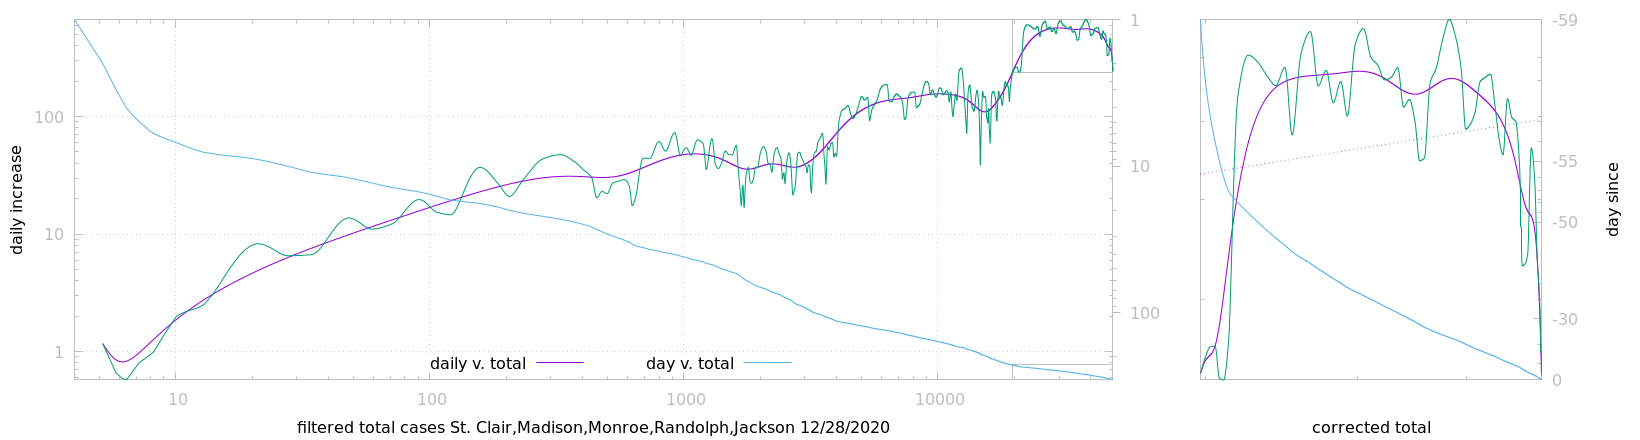 daily increase
100
10
1
10
100
1000
10000
1
10
100
daily v. total
day v. total
filtered total cases St. Clair,Madison,Monroe,Randolph,Jackson 12/28/2020
-59
-55
-50
-30
0
day since
corrected total